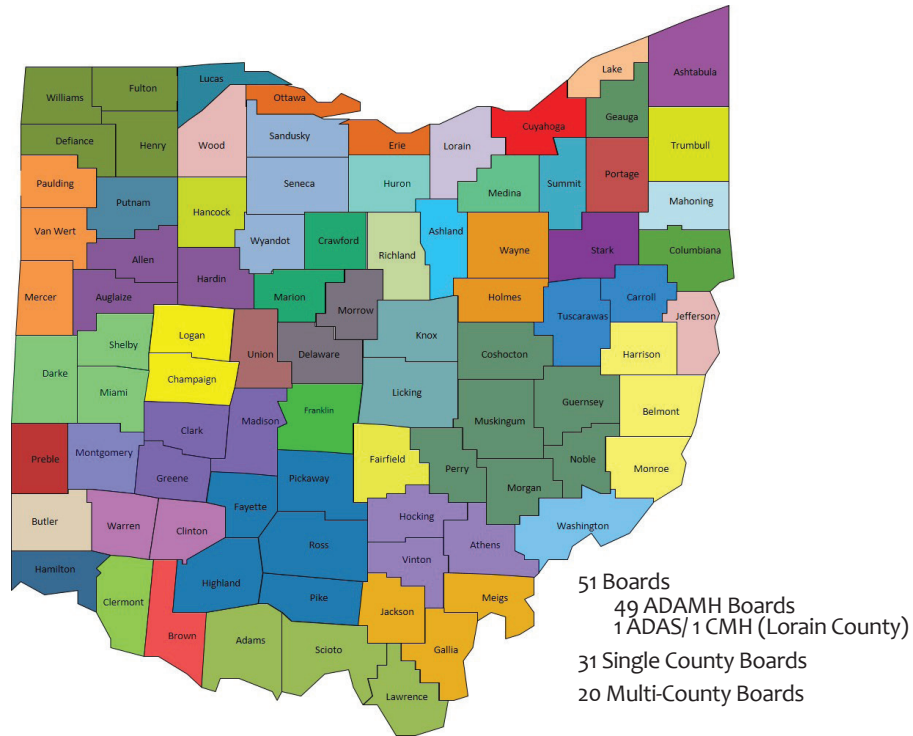 Lake
Ashtabula
Lucas
Fulton
Williams
Ottawa
Geauga
Cuyahoga
Sandusky
Defiance
Henry
Wood
Erie
Lorain
Trumbull
Paulding
Seneca
Huron
Medina
Summit
Portage
Mahoning
Putnam
Hancock
Van Wert
Wyandot
Crawford
Ashland
Wayne
Stark
Columbiana
Richland
Allen
Hardin
Mercer
Auglaize
Marion
Morrow
Holmes
Carroll
Tuscarawas
Jefferson
Logan
Shelby
Union
Delaware
Knox
Coshocton
Harrison
Darke
Champaign
Miami
Licking
Guernsey
Belmont
Franklin
Madison
Muskingum
Clark
Preble
Montgomery
Fairfield
Perry
Noble
Monroe
Greene
Pickaway
Morgan
Fayette
Butler
Warren
Clinton
Hocking
Washington
Ross
Athens
Vinton
Hamilton
Highland
Pike
Clermont
Jackson
Meigs
Brown
Adams
Scioto
Gallia
Lawrence
51 Boards
49 ADAMH Boards
1 ADAS/ 1 CMH (Lorain County)
31 Single County Boards
20 Multi-County Boards